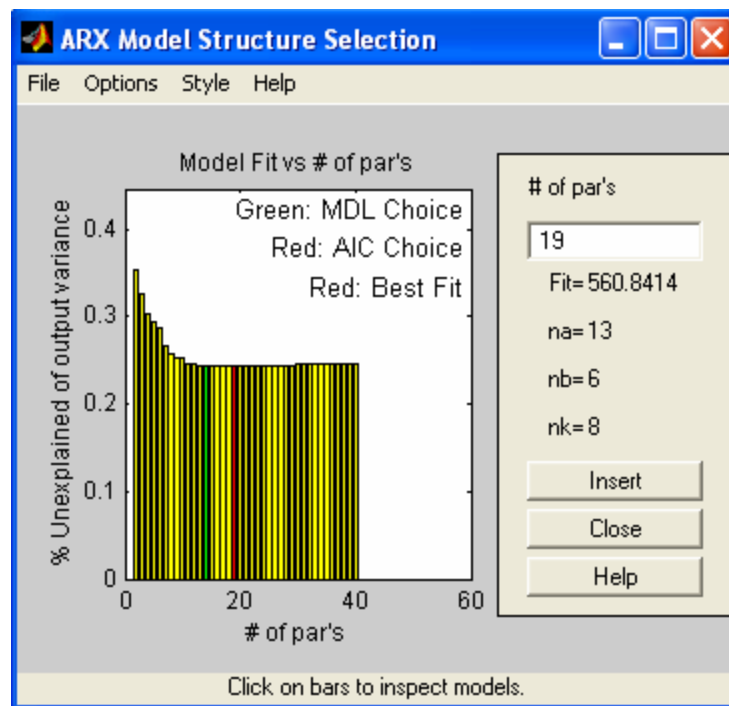 ARX Model Structure Selection
File Options Style Help
Model Fit vs # of par's
% Unexplained of output variance
0.4
0.3
0.2
0.1
0
Green: MDL Choice
Red: AIC Choice
Red: Best Fit
0 20 40 60
# of par's
# of par's
19
Fit= 560.8414
na= 13
nb= 6
nk= 8
Insert
Close
Help
Click on bars to inspect models.